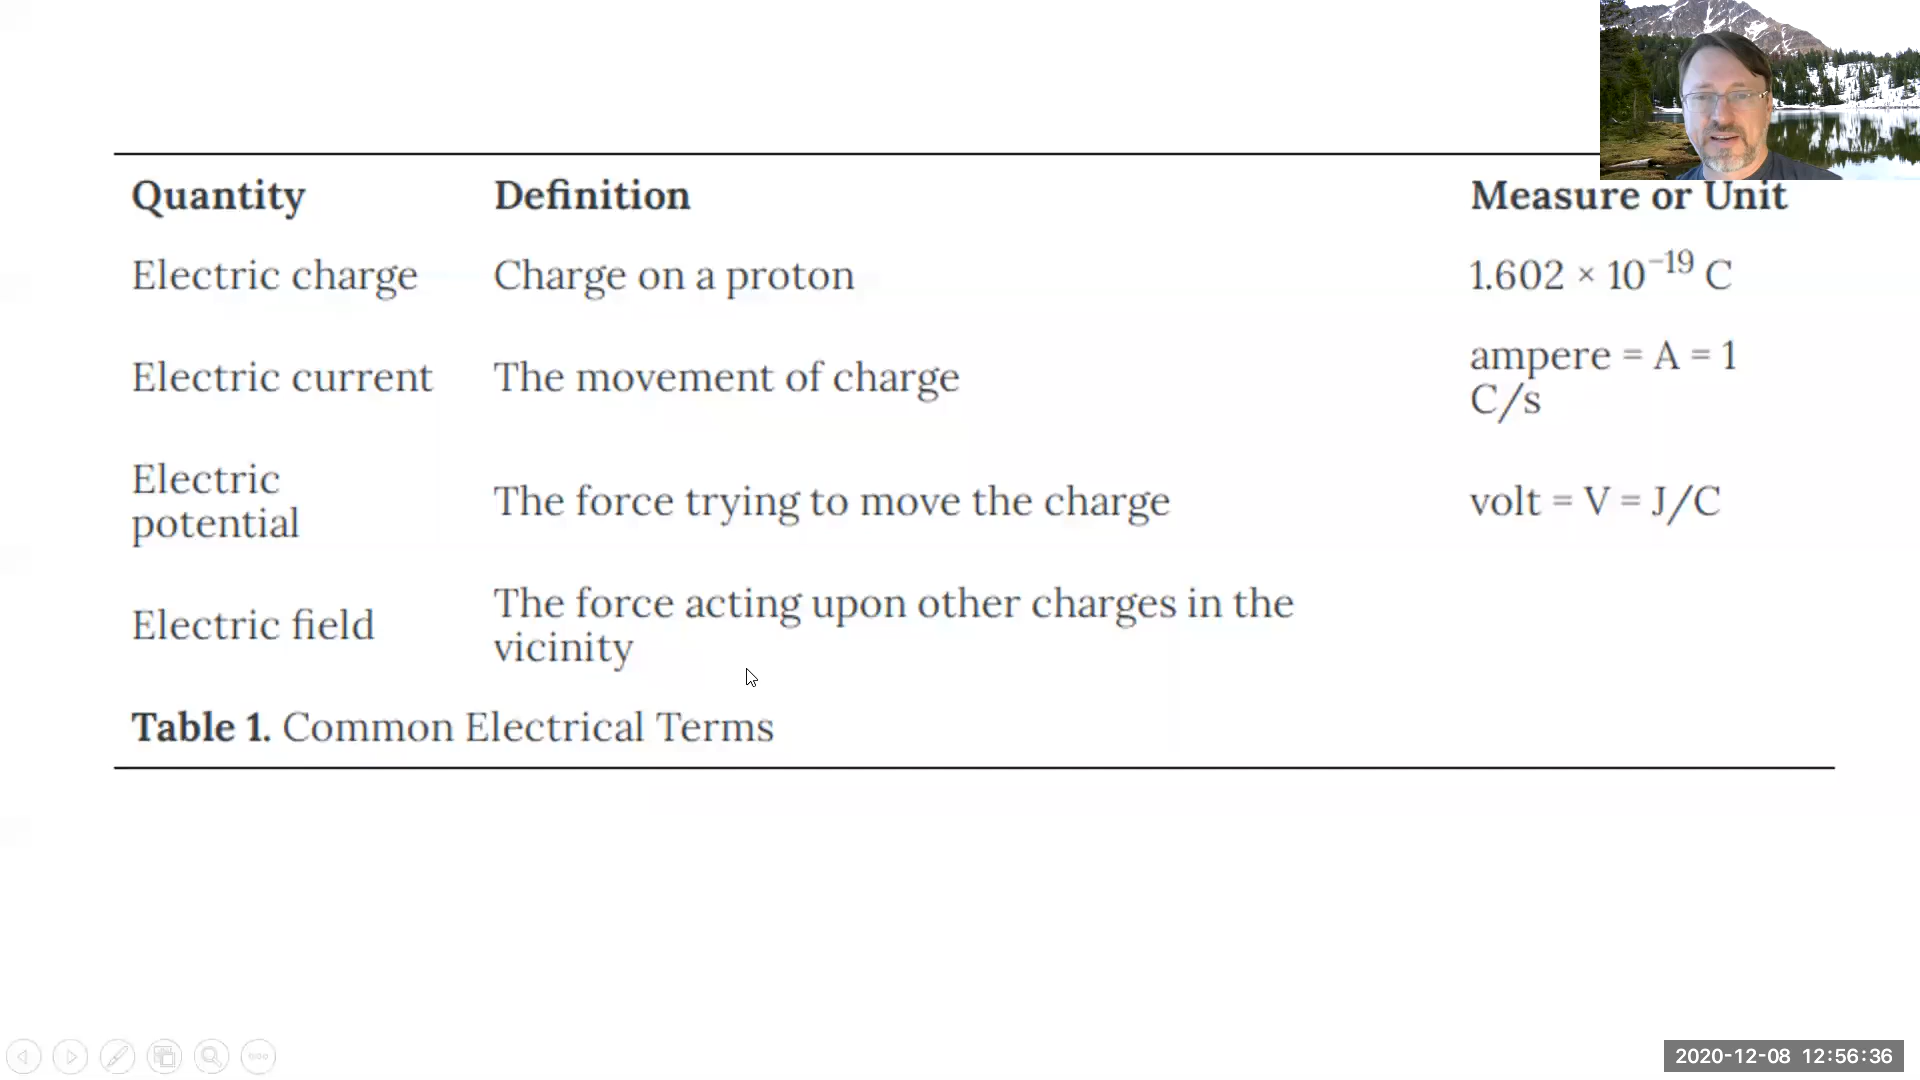 Quantity Definition Measure or Unit
Electric charge Charge on a proton 1.602 × 10⁻¹⁹ C
Electric current The movement of charge ampere = A = 1
C/s
Electric
potential The force trying to move the charge volt = V = J/C
Electric field The force acting upon other charges in the
vicinity
Table 1. Common Electrical Terms
2020-12-08 12:56:36